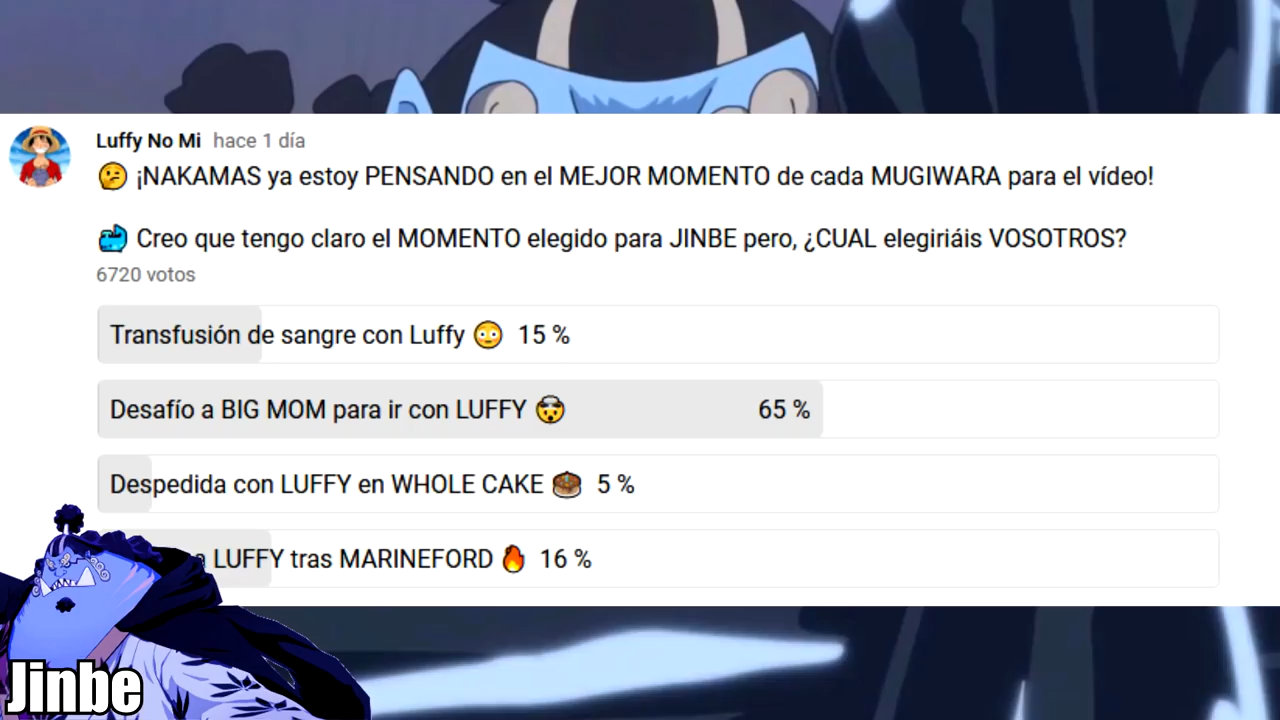 Luffy No Mi hace 1 día
🤔 ¡NAKAMAS ya estoy PENSANDO en el MEJOR MOMENTO de cada MUGIWARA para el vídeo!
Creo que tengo claro el MOMENTO elegido para JINBE pero, ¿CUAL elegiríáis VOSOTROS?
6720 votos
Transfusión de sangre con Luffy 😳 15 %
Desafío a BIG MOM para ir con LUFFY 🤯 65 %
Despedida con LUFFY en WHOLE CAKE 5 %
LUFFY tras MARINEFORD 🔥 16 %
Jinbe